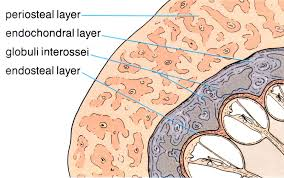 periosteal layer
endochondral layer
globuli interossei
endosteal layer